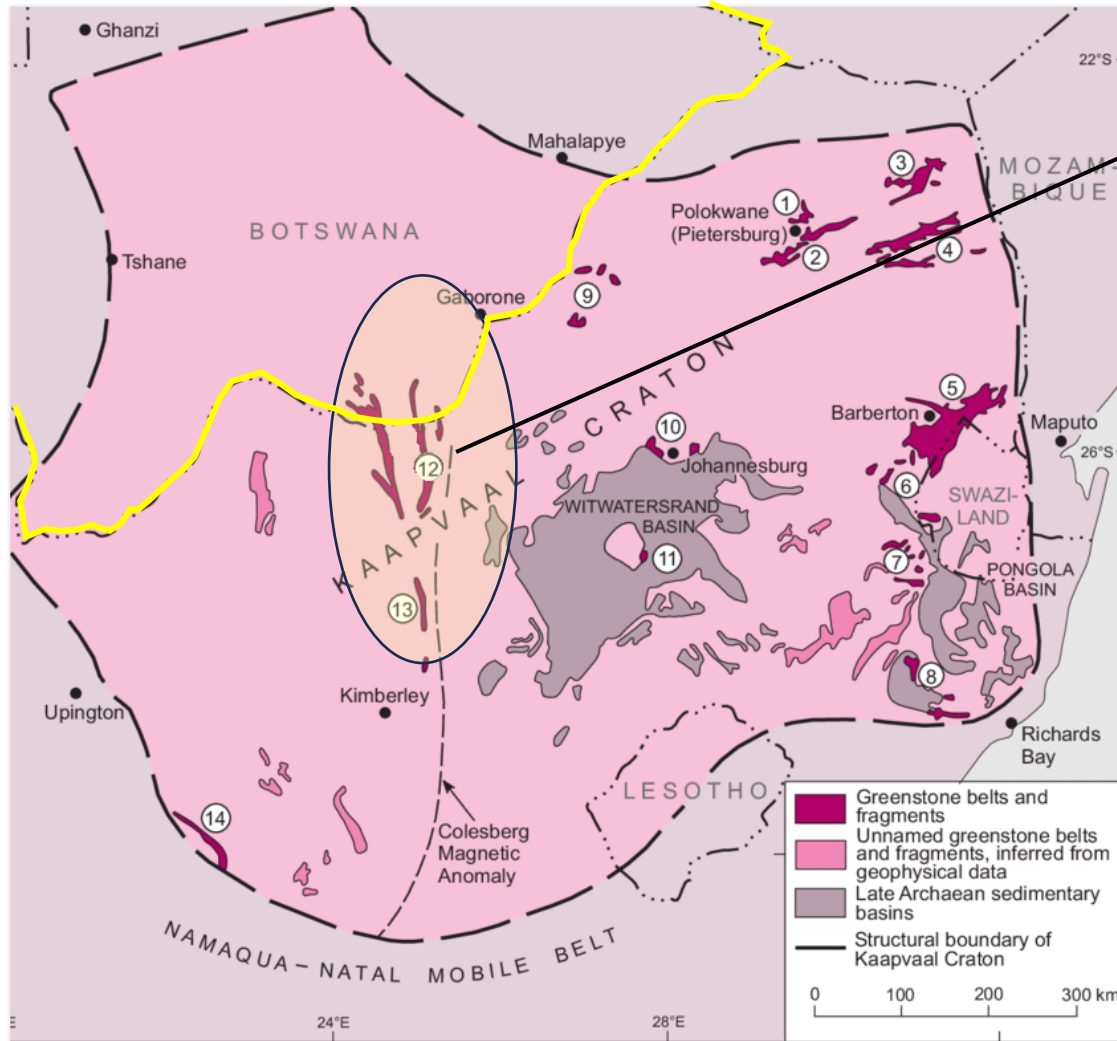 Ghanzi
22°S
Mahalapye
3
MOZAM-
BIQUE
1
Polokwane
(Pietersburg)
BOTSWANA
2
4
Tshane
9
Gaborone
CRATON
5
Barberton
Maputo
10
26°S
Johannesburg
12
KAAPVAAL
6
WITWATERSRAND
BASIN
SWAZI-
LAND
11
7
PONGOLA
BASIN
13
8
Kimberley
Upington
Richards
Bay
LESOTHO
14
Colesberg
Magnetic
Anomaly
Greenstone belts and
fragments
Unnamed greenstone belts
and fragments, inferred from
geophysical data
Late Archaean sedimentary
basins
Structural boundary of
Kaapvaal Craton
NAMAQUA–NATAL MOBILE BELT
0 100 200 300 km
E
24°E
28°E